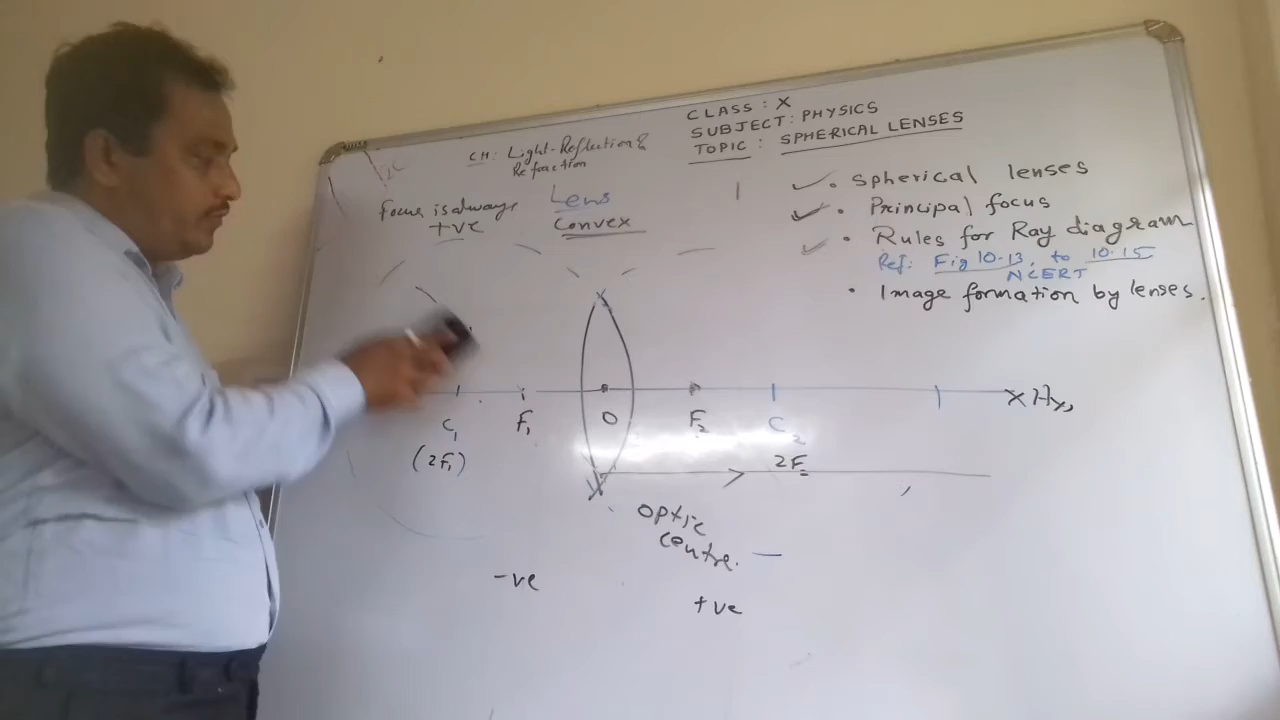 CLASS : X
SUBJECT: PHYSICS
TOPIC : SPHERICAL LENSES
CH: Light-Reflection &
Refraction
Focus is always
+ve
Lens
Convex
✓ • Spherical lenses
✓ • Principal focus
✓ • Rules for Ray diagram
Ref: Fig 10.13, to 10.15
NCERT
• Image formation by lenses.
C1 F1 O F2 C2
(2F1) 2F2
optic
centre.
-ve
+ve